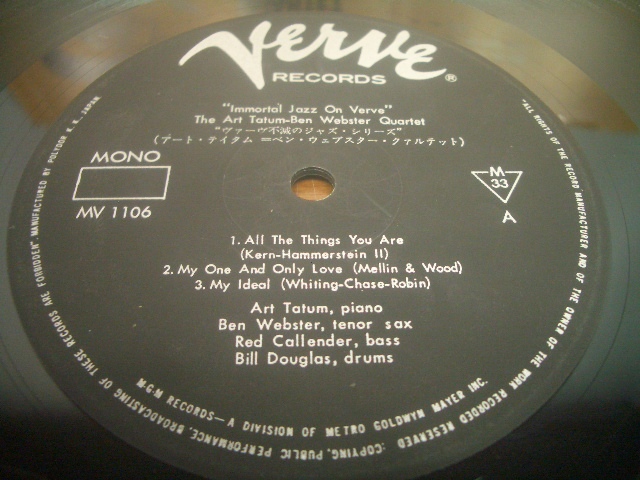 Verve
RECORDS®
"Immortal Jazz On Verve"
The Art Tatum-Ben Webster Quartet
"ヴァーヴ不滅のジャズ・シリーズ"
(アート・テイタム＝ベン・ウェブスター・クァルテット)
MONO
MV 1106
M
33
A
1. All The Things You Are
(Kern-Hammerstein II)
2. My One And Only Love (Mellin & Wood)
3. My Ideal (Whiting-Chase-Robin)
Art Tatum, piano
Ben Webster, tenor sax
Red Callender, bass
Bill Douglas, drums
M-G-M RECORDS—A DIVISION OF METRO GOLDWYN MAYER INC.
"ALL RIGHTS OF THE RECORD MANUFACTURER AND OF THE OWNER OF THE WORK RECORDED RESERVED :COPYING, PUBLIC PERFORMANCE, BROADCASTING OF THESE RECORDS ARE FORBIDDEN". MANUFACTURED BY POLYDOR K.K. JAPAN